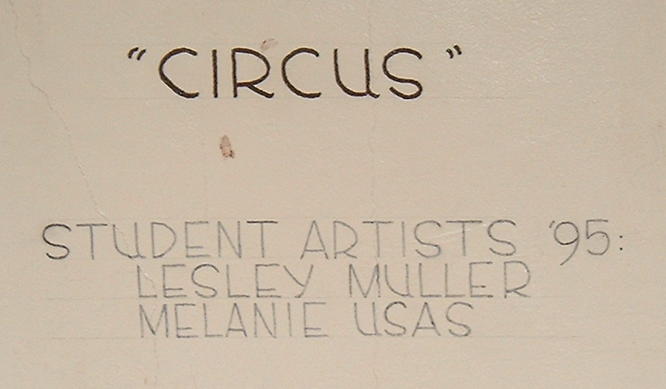 "CIRCUS"
STUDENT ARTISTS '95:
LESLEY MULLER
MELANIE USAS